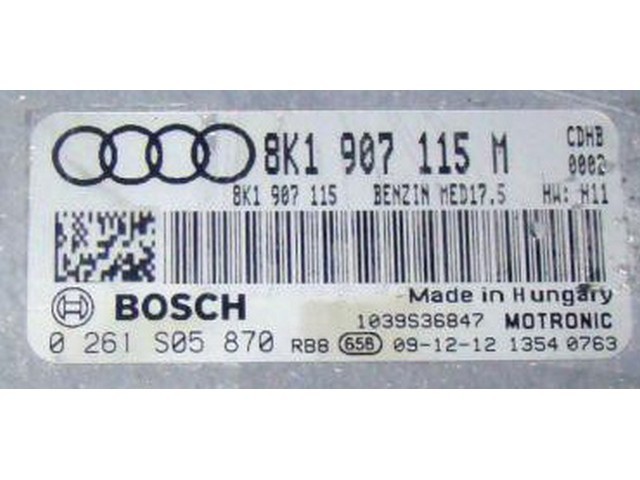 8K1 907 115 M CDHB
0002
8K1 907 115 BENZIN MED17.5 HW: H11
BOSCH Made in Hungary
1039S36847 MOTRONIC
0 261 S05 870 RB8 656 09-12-12 1354 0763